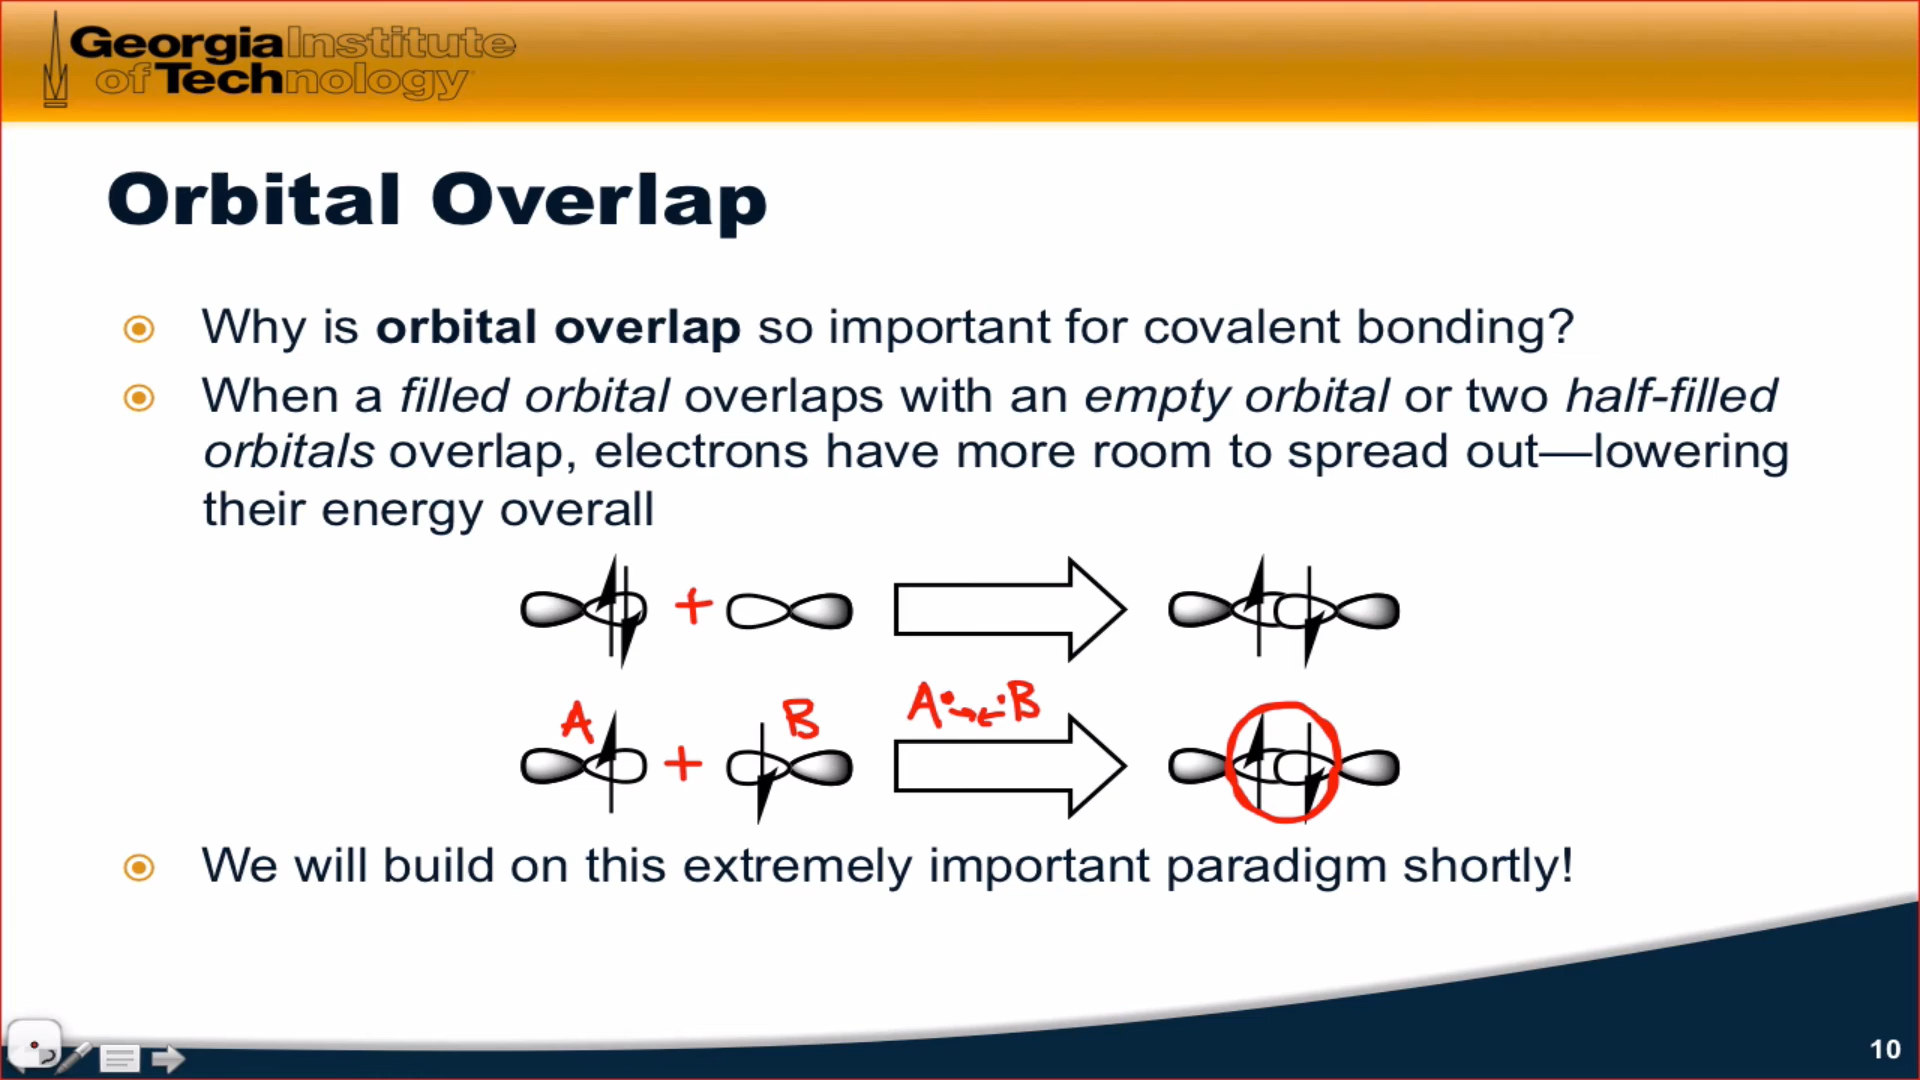 Georgia Institute
of Technology
Orbital Overlap
Why is orbital overlap so important for covalent bonding?
When a filled orbital overlaps with an empty orbital or two half-filled
orbitals overlap, electrons have more room to spread out—lowering
their energy overall
+
A + B A· ·B
We will build on this extremely important paradigm shortly!
10